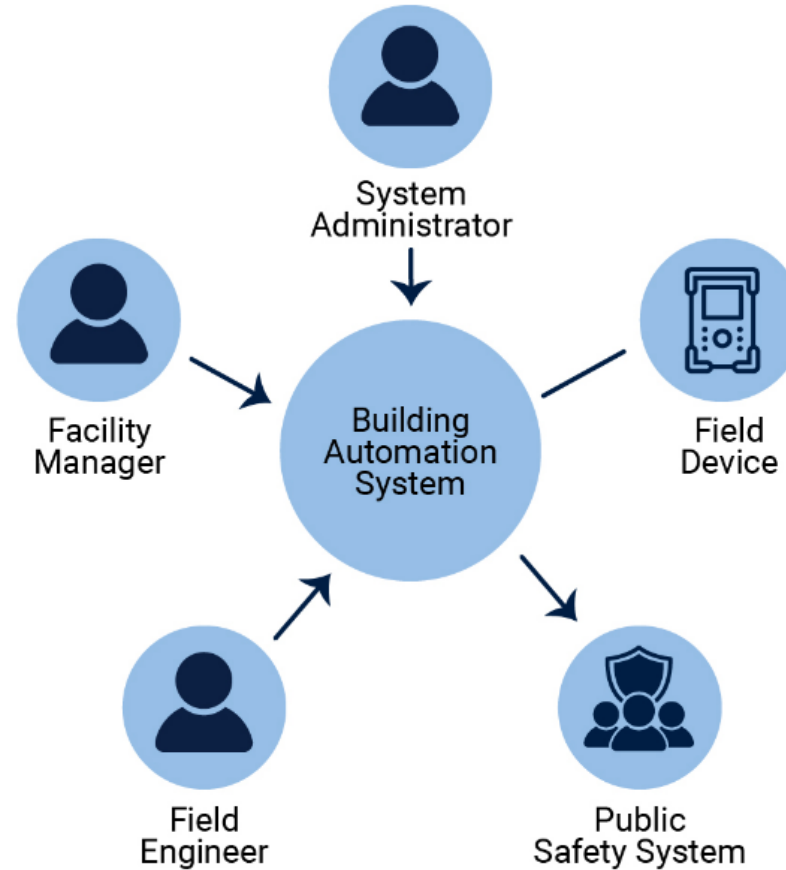 System
Administrator
Facility
Manager
Building
Automation
System
Field
Device
Field
Engineer
Public
Safety System